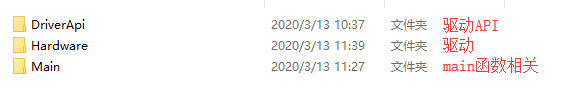 DriverApi 2020/3/13 10:37 文件夹 驱动API
Hardware 2020/3/13 11:39 文件夹 驱动
Main 2020/3/13 11:27 文件夹 main函数相关